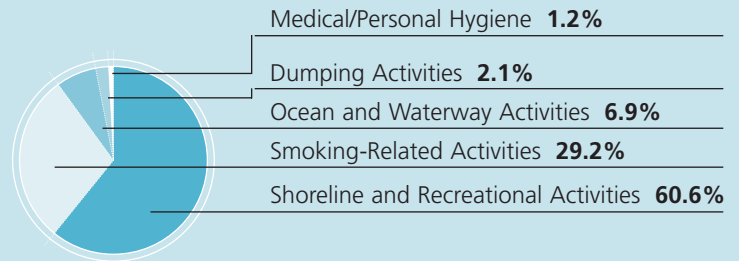 Medical/Personal Hygiene 1.2%
Dumping Activities 2.1%
Ocean and Waterway Activities 6.9%
Smoking-Related Activities 29.2%
Shoreline and Recreational Activities 60.6%